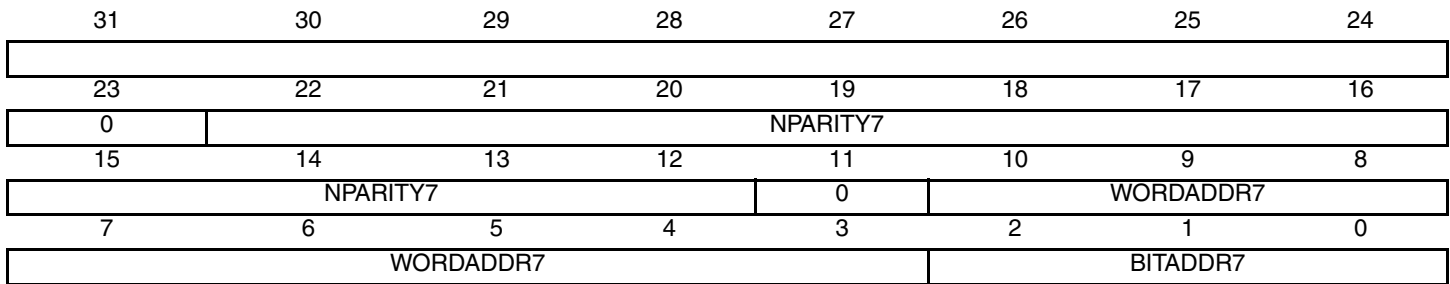 31 30 29 28 27 26 25 24
23 22 21 20 19 18 17 16
0 NPARITY7
15 14 13 12 11 10 9 8
NPARITY7 0 WORDADDR7
7 6 5 4 3 2 1 0
WORDADDR7 BITADDR7